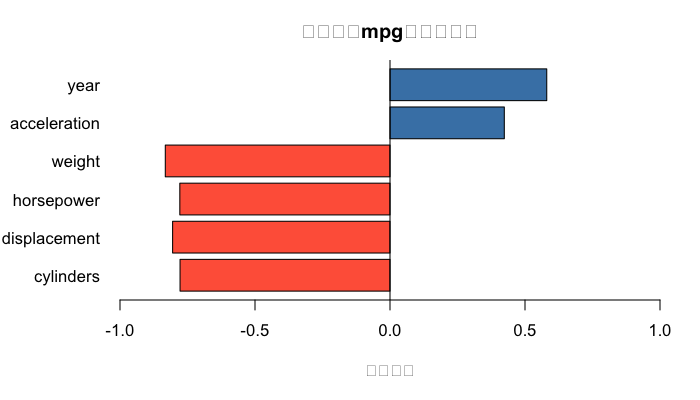 mpg
year
acceleration
weight
horsepower
displacement
cylinders
-1.0 -0.5 0.0 0.5 1.0